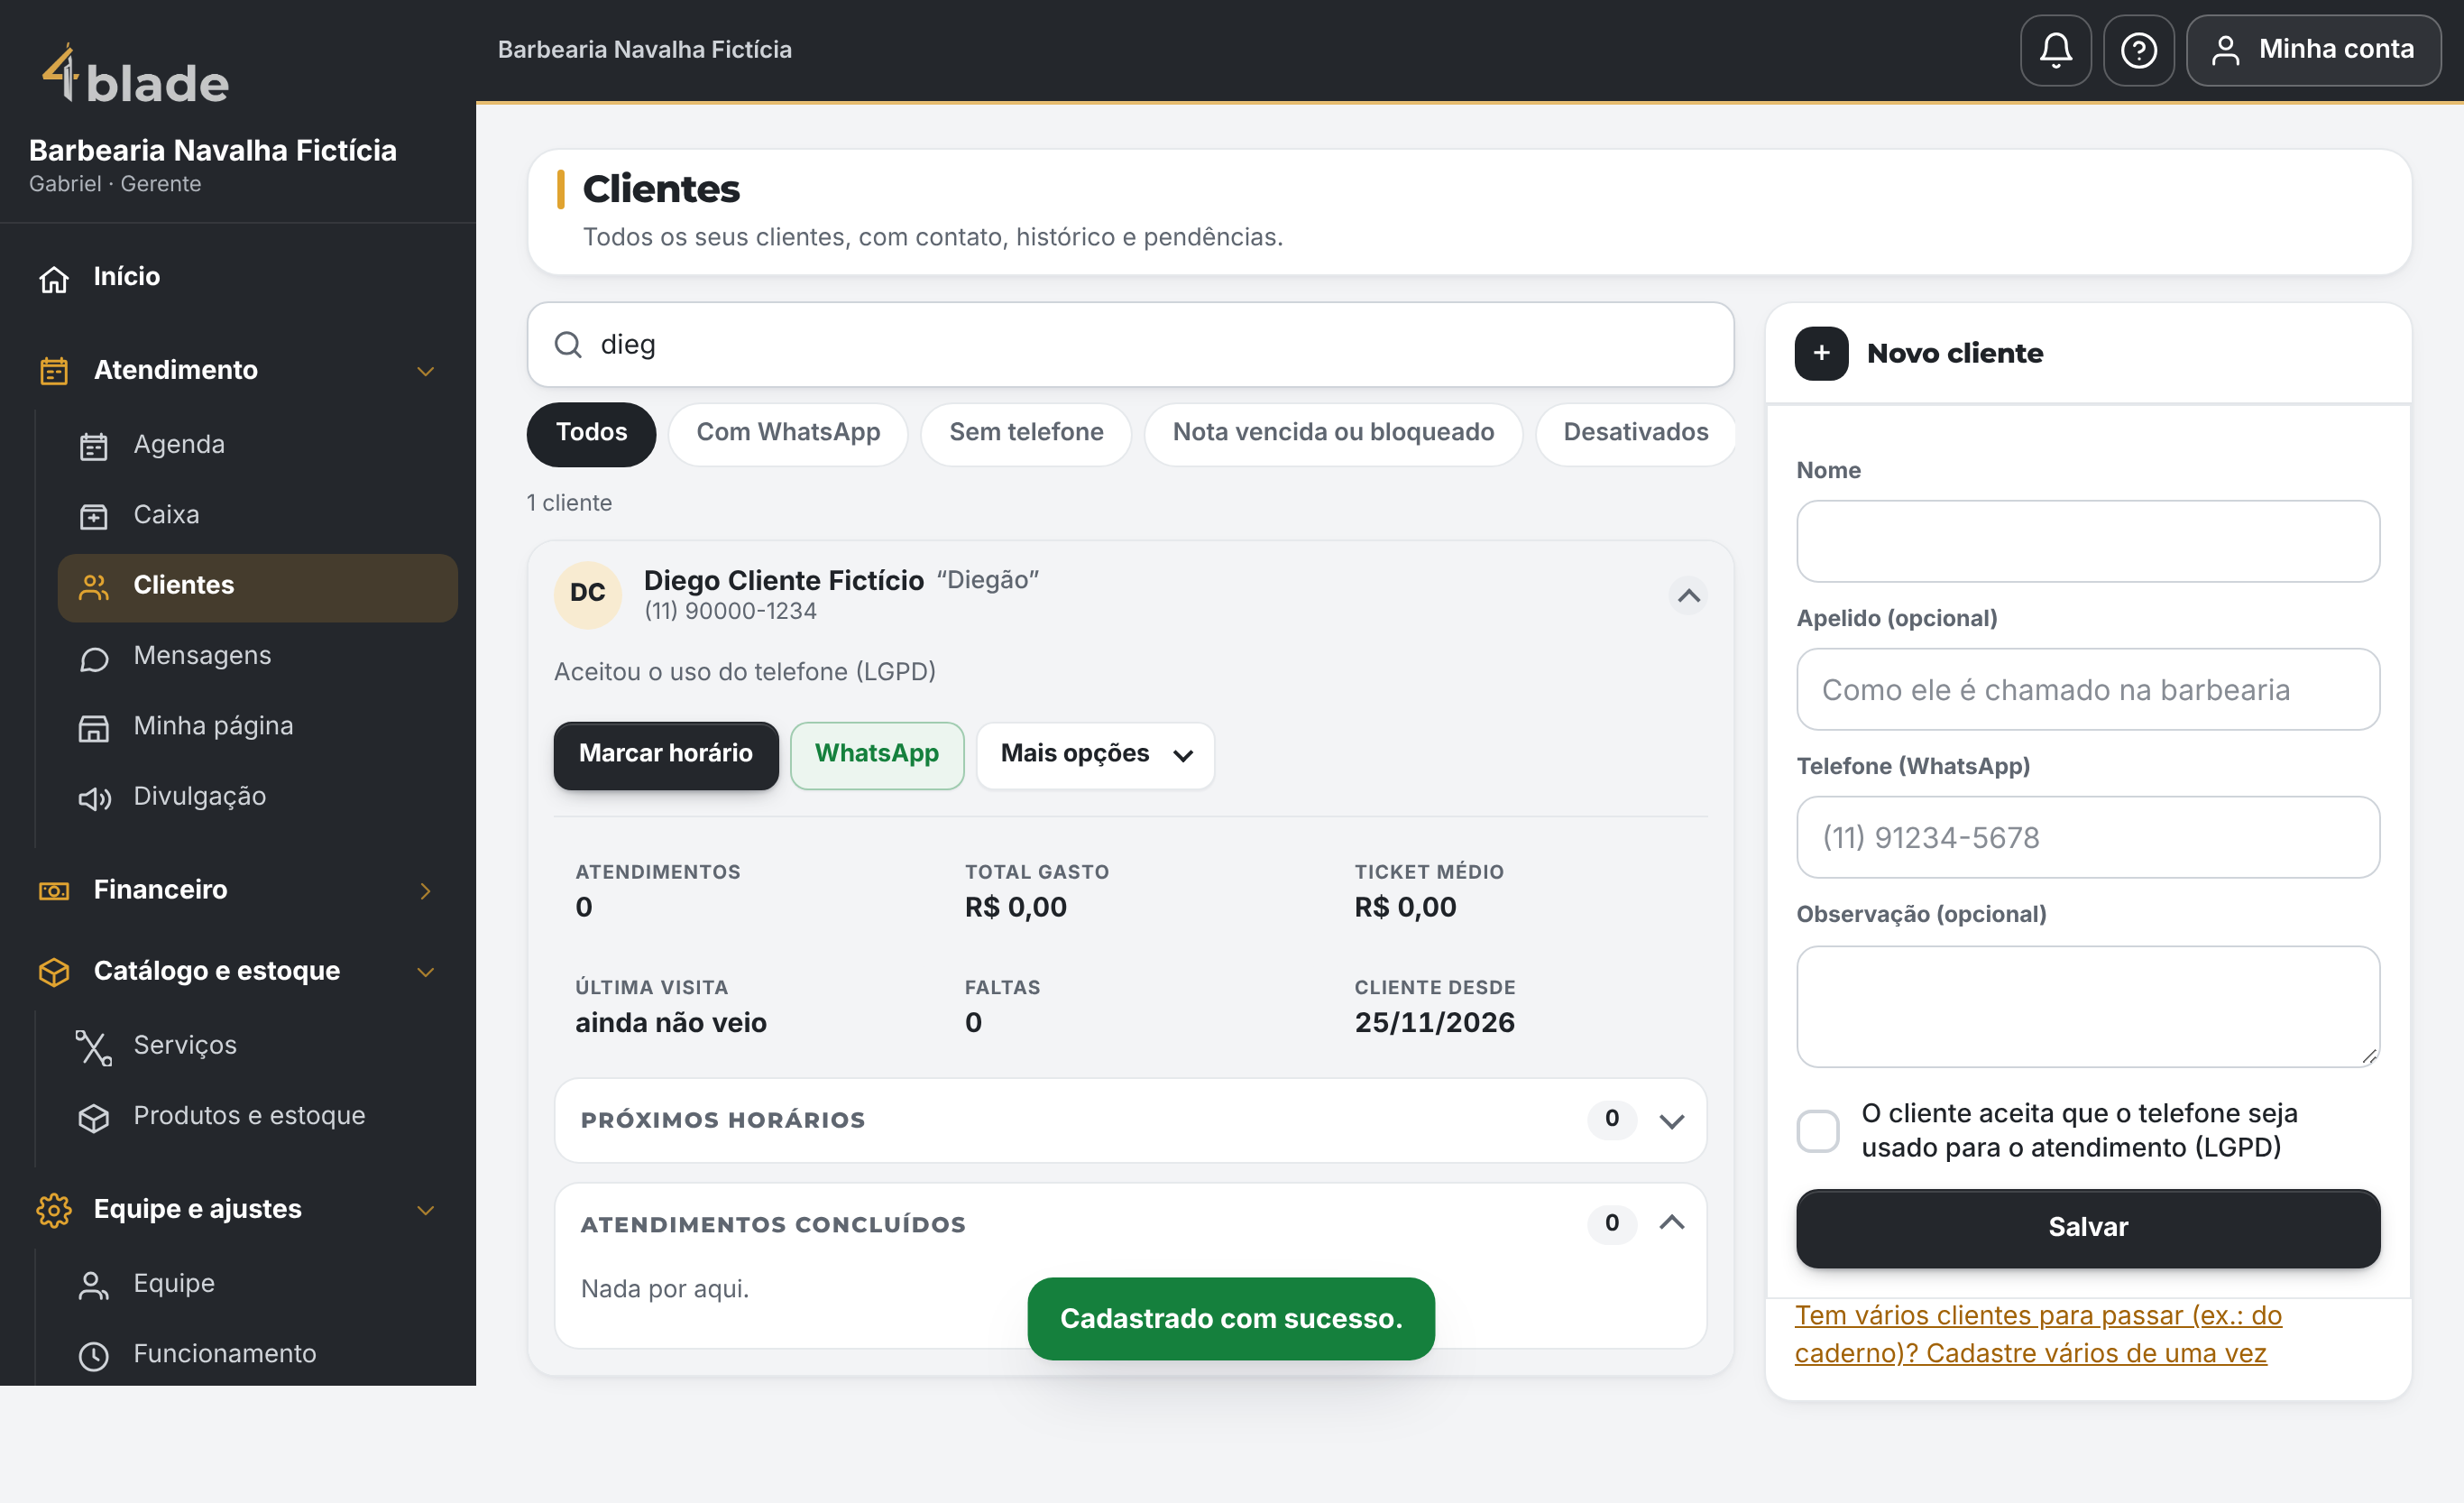 4blade
Barbearia Navalha Fictícia
Gabriel · Gerente
Início
Atendimento
Agenda
Caixa
Clientes
Mensagens
Minha página
Divulgação
Financeiro
Catálogo e estoque
Serviços
Produtos e estoque
Equipe e ajustes
Equipe
Funcionamento
Barbearia Navalha Fictícia
Minha conta
Clientes
Todos os seus clientes, com contato, histórico e pendências.
dieg
Todos
Com WhatsApp
Sem telefone
Nota vencida ou bloqueado
Desativados
1 cliente
DC
Diego Cliente Fictício “Diegão”
(11) 90000-1234
Aceitou o uso do telefone (LGPD)
Marcar horário
WhatsApp
Mais opções
ATENDIMENTOS
0
TOTAL GASTO
R$ 0,00
TICKET MÉDIO
R$ 0,00
ÚLTIMA VISITA
ainda não veio
FALTAS
0
CLIENTE DESDE
25/11/2026
PRÓXIMOS HORÁRIOS
0
ATENDIMENTOS CONCLUÍDOS
0
Nada por aqui.
Cadastrado com sucesso.
Novo cliente
Nome
Apelido (opcional)
Como ele é chamado na barbearia
Telefone (WhatsApp)
(11) 91234-5678
Observação (opcional)
O cliente aceita que o telefone seja
usado para o atendimento (LGPD)
Salvar
Tem vários clientes para passar (ex.: do
caderno)? Cadastre vários de uma vez